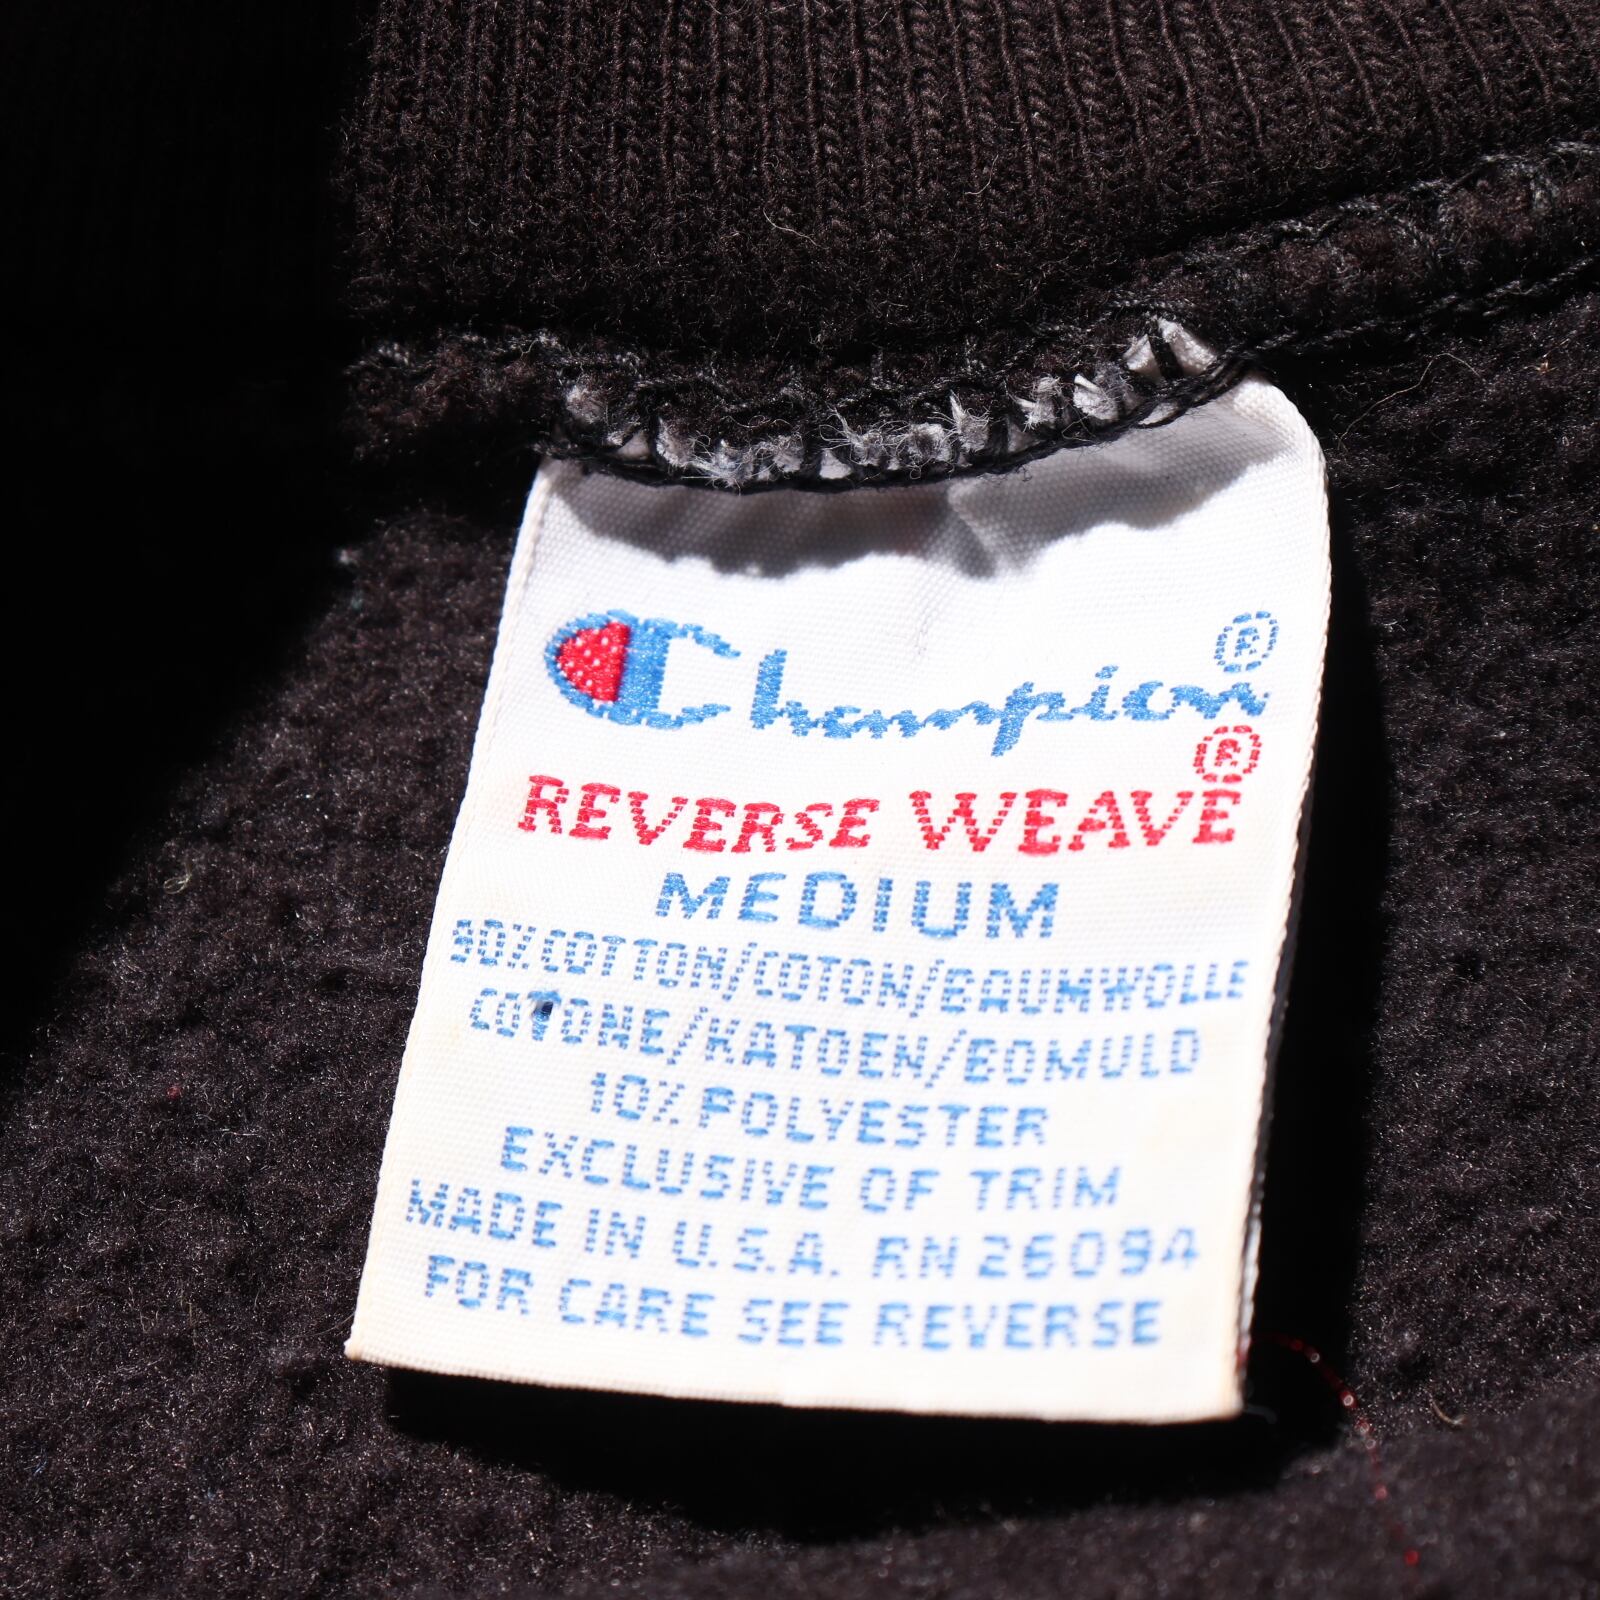 Champion®
REVERSE WEAVE®
MEDIUM
90% COTTON/COTON/BAUMWOLLE
COTONE/KATOEN/BOMULD
10% POLYESTER
EXCLUSIVE OF TRIM
MADE IN U.S.A. RN 26094
FOR CARE SEE REVERSE